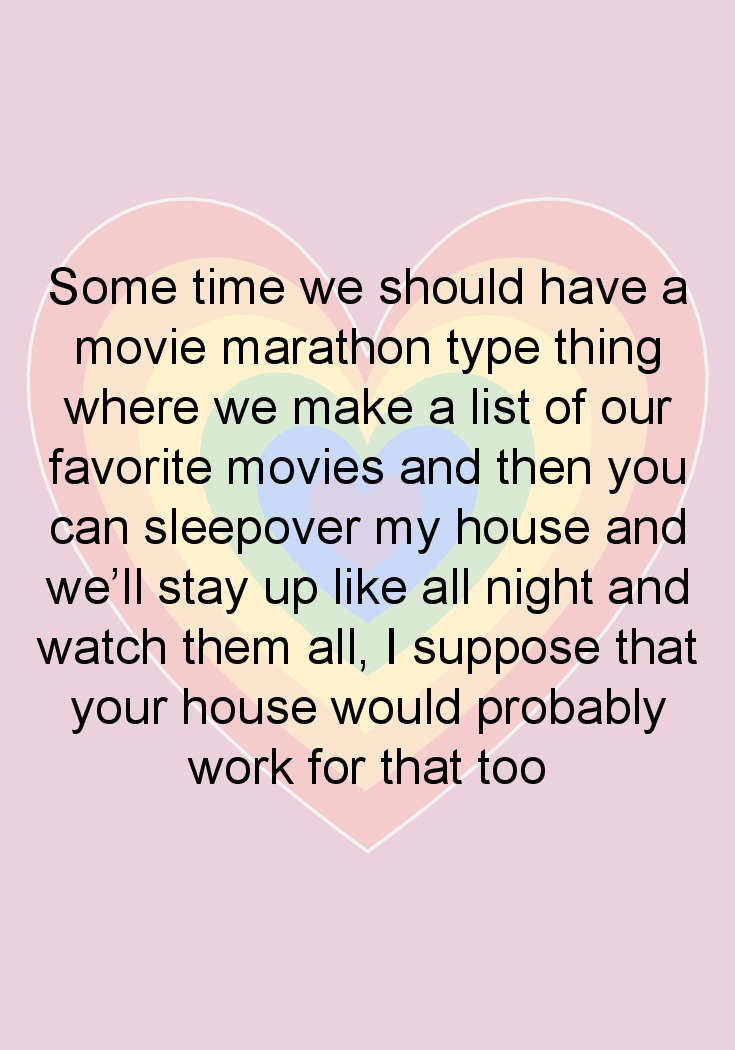 Some time we should have a
movie marathon type thing
where we make a list of our
favorite movies and then you
can sleepover my house and
we’ll stay up like all night and
watch them all, I suppose that
your house would probably
work for that too